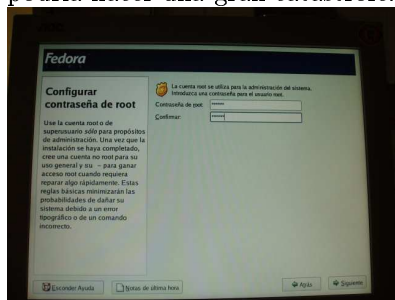 podría hacer una gran catástrofe.
Fedora
Configurar
contraseña de root
Use la cuenta root o de
superusuario sólo para propósitos
de administración. Una vez que la
instalación se haya completado,
cree una cuenta no root para su
uso general y su – para ganar
acceso root cuando requiera
reparar algo rápidamente. Estas
reglas básicas minimizarán las
probabilidades de dañar su
sistema debido a un error
tipográfico o de un comando
incorrecto.
La cuenta root se utiliza para la administración del sistema.
Introduzca una contraseña para el usuario root.
Contraseña de root: ******
Confirmar: ******
Esconder Ayuda
Notas de última hora
Atrás
Siguiente